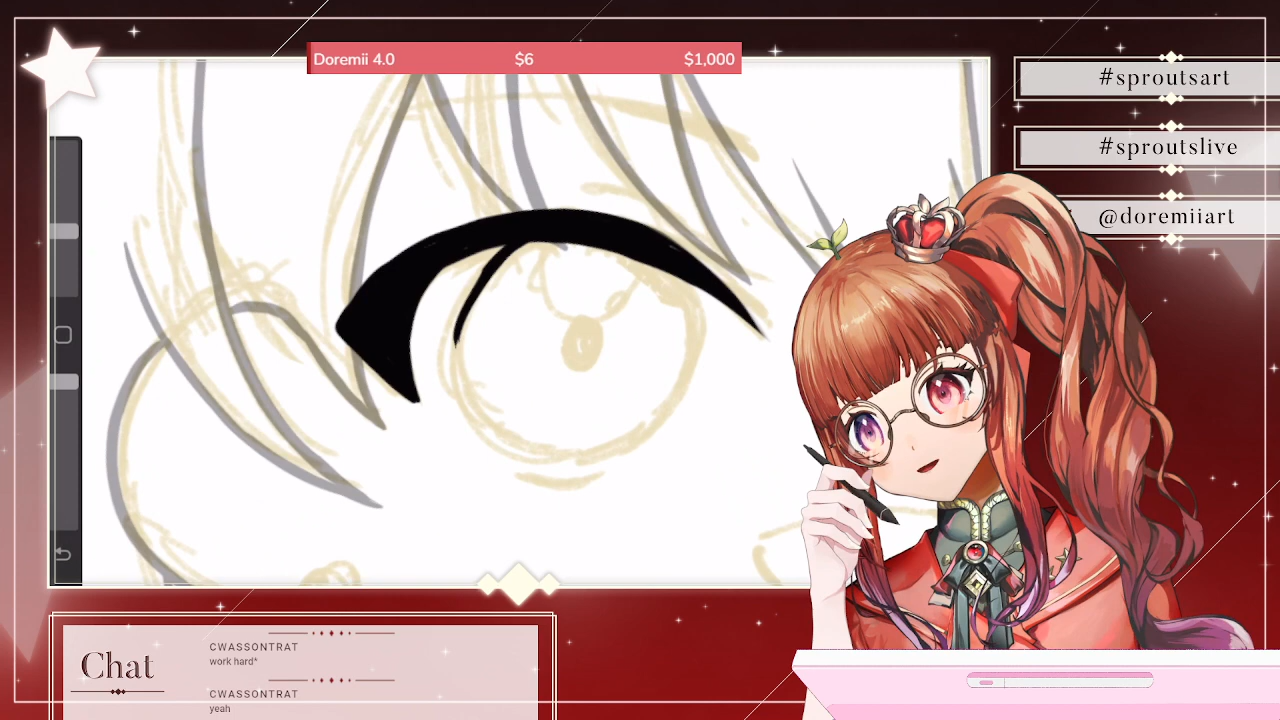 Doremii 4.0 $6 $1,000
#sproutsart
#sproutslive
@doremiiart
Chat
CWASSONTRAT
work hard*
CWASSONTRAT
yeah